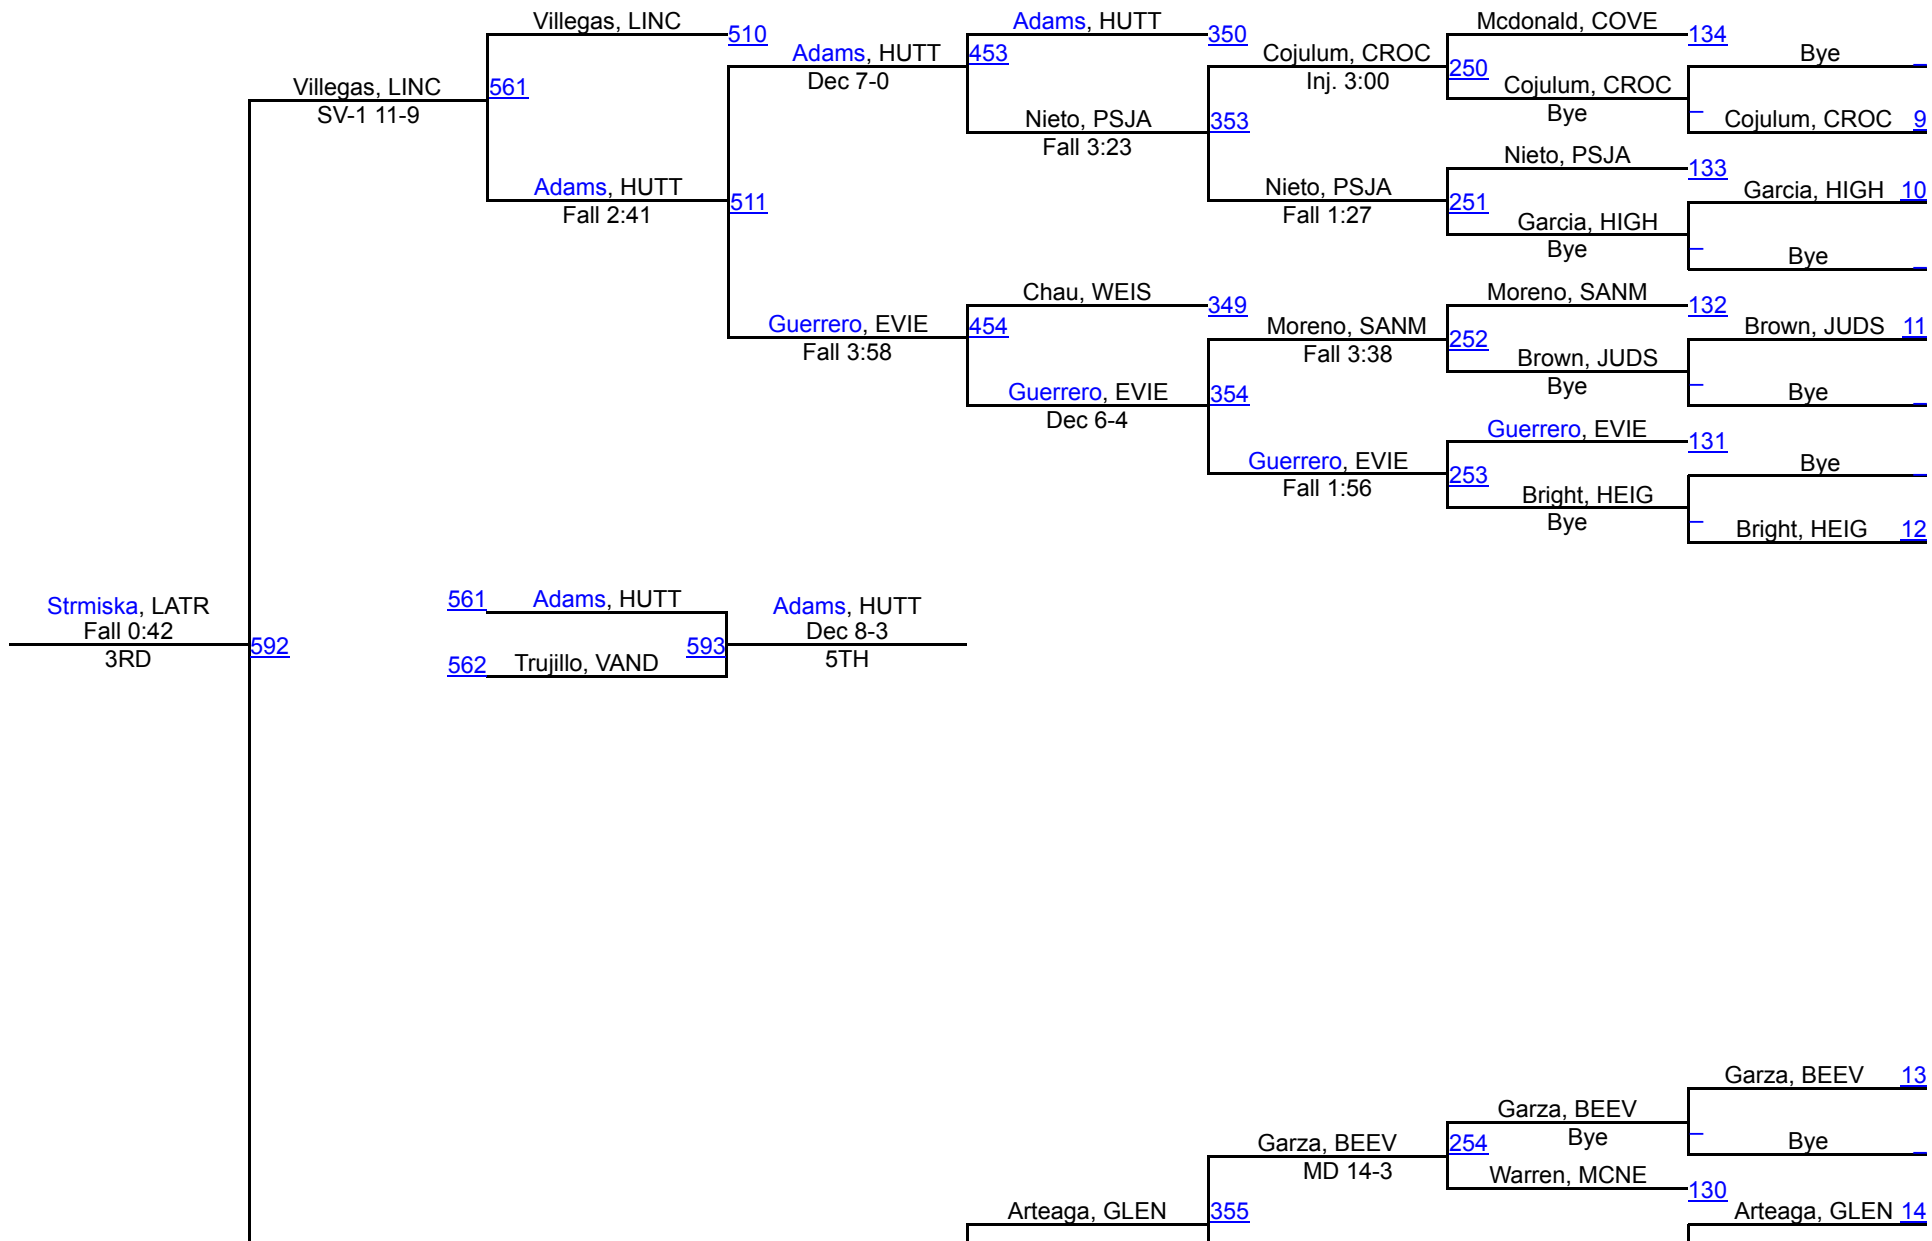 Villegas, LINC
510
Adams, HUTT
350
Mcdonald, COVE
134
Adams, HUTT
Dec 7-0
453
Cojulum, CROC
Inj. 3:00
250
Bye
Villegas, LINC
SV-1 11-9
561
Cojulum, CROC
Bye
Nieto, PSJA
Fall 3:23
353
Cojulum, CROC 9
Nieto, PSJA
133
Adams, HUTT
Fall 2:41
511
Nieto, PSJA
Fall 1:27
251
Garcia, HIGH 10
Garcia, HIGH
Bye
Bye
Chau, WEIS
349
Moreno, SANM
132
Guerrero, EVIE
Fall 3:58
454
Moreno, SANM
Fall 3:38
252
Brown, JUDS 11
Brown, JUDS
Bye
Guerrero, EVIE
Dec 6-4
354
Bye
Guerrero, EVIE
131
Guerrero, EVIE
Fall 1:56
253
Bye
Bright, HEIG
Bye
Bright, HEIG 12
Strmiska, LATR
Fall 0:42
3RD
592
561 Adams, HUTT
562 Trujillo, VAND
593
Adams, HUTT
Dec 8-3
5TH
Garza, BEEV 13
Garza, BEEV
Bye
Garza, BEEV
MD 14-3
254
Bye
Warren, MCNE
130
Arteaga, GLEN
355
Arteaga, GLEN 14